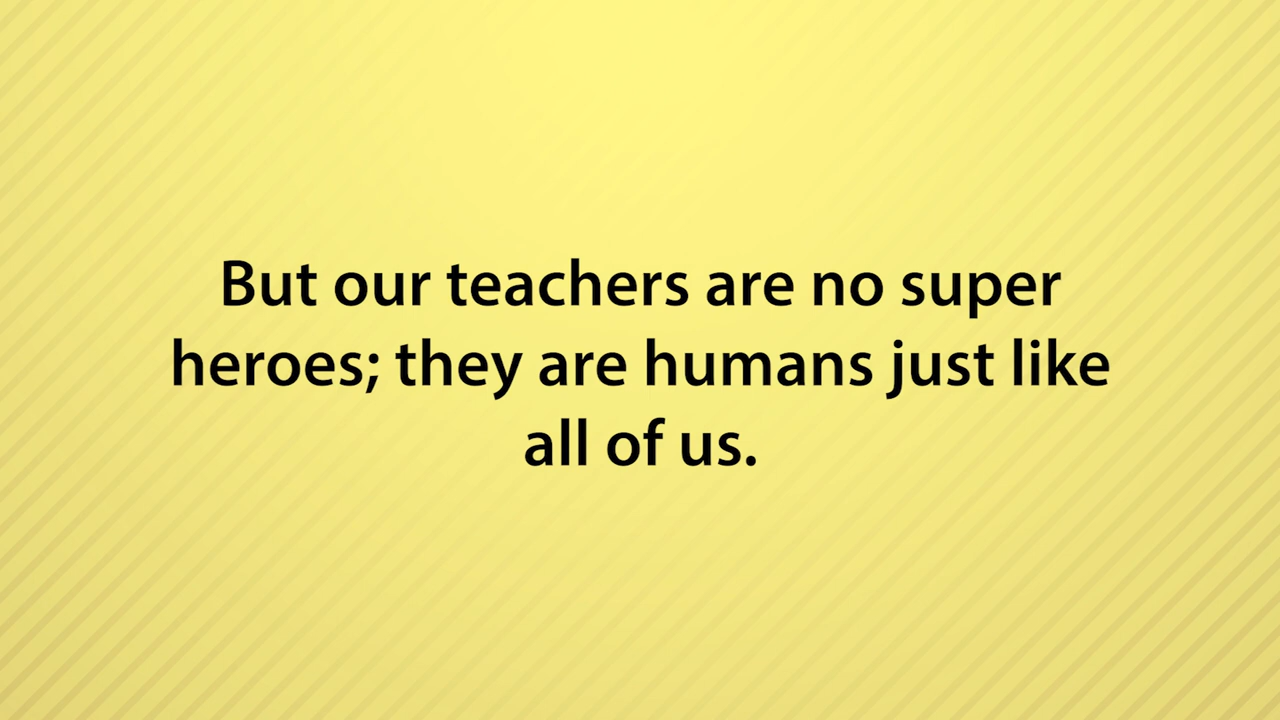 But our teachers are no super
heroes; they are humans just like
all of us.